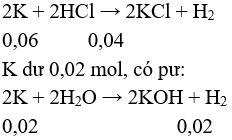 2K + 2HCl → 2KCl + H₂
0,06 0,04
K dư 0,02 mol, có pư:
2K + 2H₂O → 2KOH + H₂
0,02 0,02